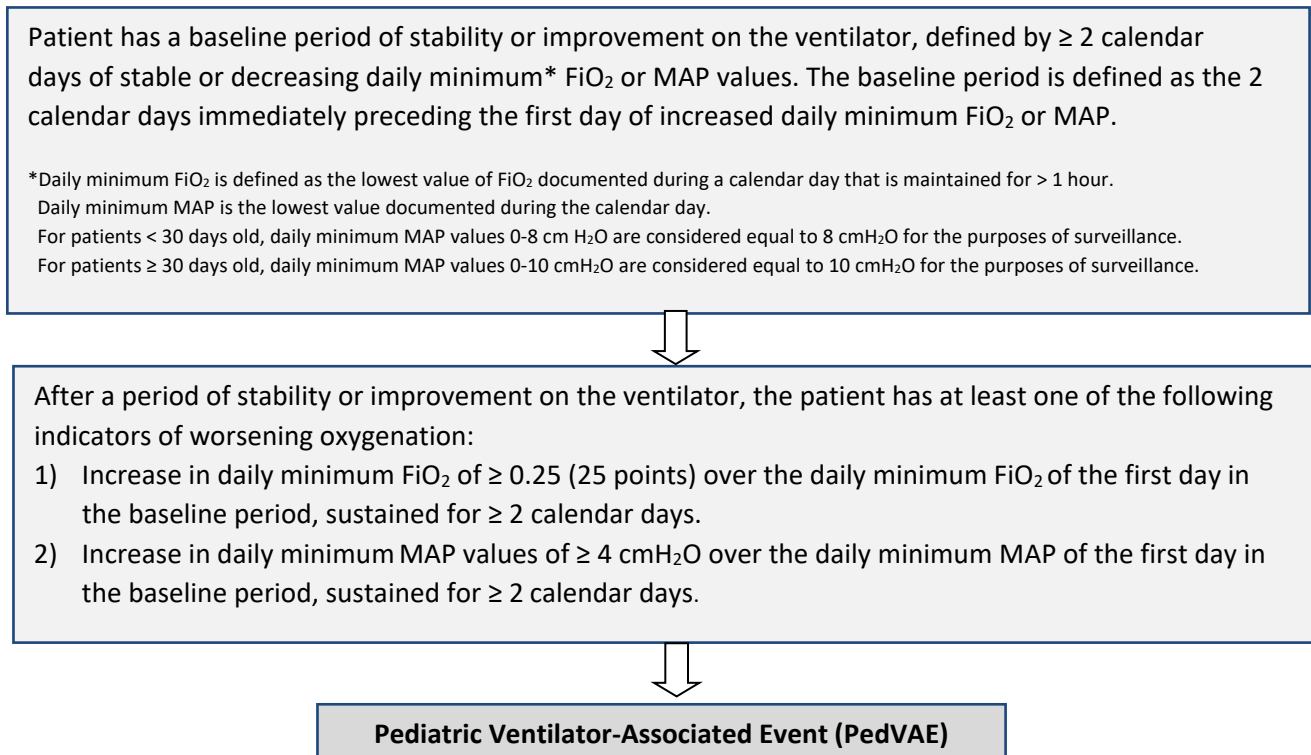 Patient has a baseline period of stability or improvement on the ventilator, defined by ≥ 2 calendar
days of stable or decreasing daily minimum* FiO₂ or MAP values. The baseline period is defined as the 2
calendar days immediately preceding the first day of increased daily minimum FiO₂ or MAP.
*Daily minimum FiO₂ is defined as the lowest value of FiO₂ documented during a calendar day that is maintained for > 1 hour.
Daily minimum MAP is the lowest value documented during the calendar day.
For patients < 30 days old, daily minimum MAP values 0-8 cm H₂O are considered equal to 8 cmH₂O for the purposes of surveillance.
For patients ≥ 30 days old, daily minimum MAP values 0-10 cmH₂O are considered equal to 10 cmH₂O for the purposes of surveillance.
After a period of stability or improvement on the ventilator, the patient has at least one of the following
indicators of worsening oxygenation:
1) Increase in daily minimum FiO₂ of ≥ 0.25 (25 points) over the daily minimum FiO₂ of the first day in
the baseline period, sustained for ≥ 2 calendar days.
2) Increase in daily minimum MAP values of ≥ 4 cmH₂O over the daily minimum MAP of the first day in
the baseline period, sustained for ≥ 2 calendar days.
Pediatric Ventilator-Associated Event (PedVAE)